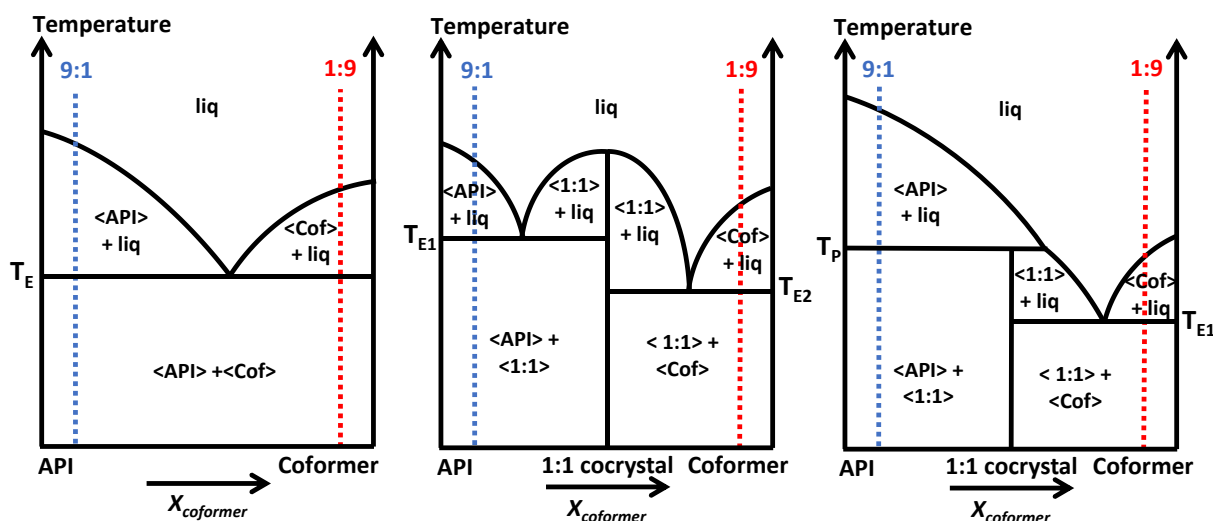 Temperature
9:1
1:9
liq
<API>
+ liq
<Cof>
+ liq
T_E
<API> +<Cof>
API
Coformer
X_coformer
Temperature
9:1
1:9
liq
<API>
+ liq
<1:1>
+ liq
<1:1>
+ liq
<Cof>
+ liq
T_E1
T_E2
<API> +
<1:1>
< 1:1> +
<Cof>
API
1:1 cocrystal
Coformer
X_coformer
Temperature
9:1
1:9
liq
<API>
+ liq
T_P
<1:1>
+ liq
<Cof>
+ liq
T_E1
<API> +
<1:1>
< 1:1> +
<Cof>
API
1:1 cocrystal
Coformer
X_coformer